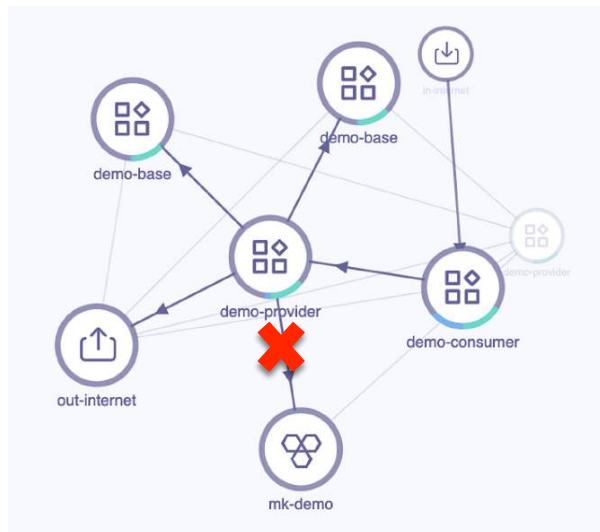 in-internet
demo-base
demo-base
demo-provider
demo-provider
demo-consumer
out-internet
mk-demo